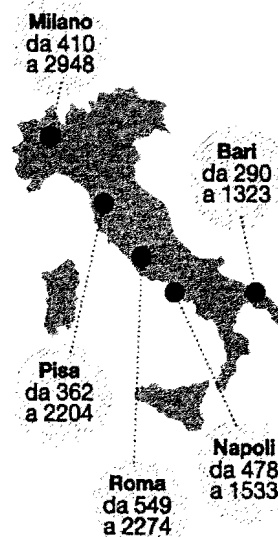 Milano
da 410
a 2948
Bari
da 290
a 1323
Pisa
da 362
a 2204
Napoli
da 478
a 1533
Roma
da 549
a 2274